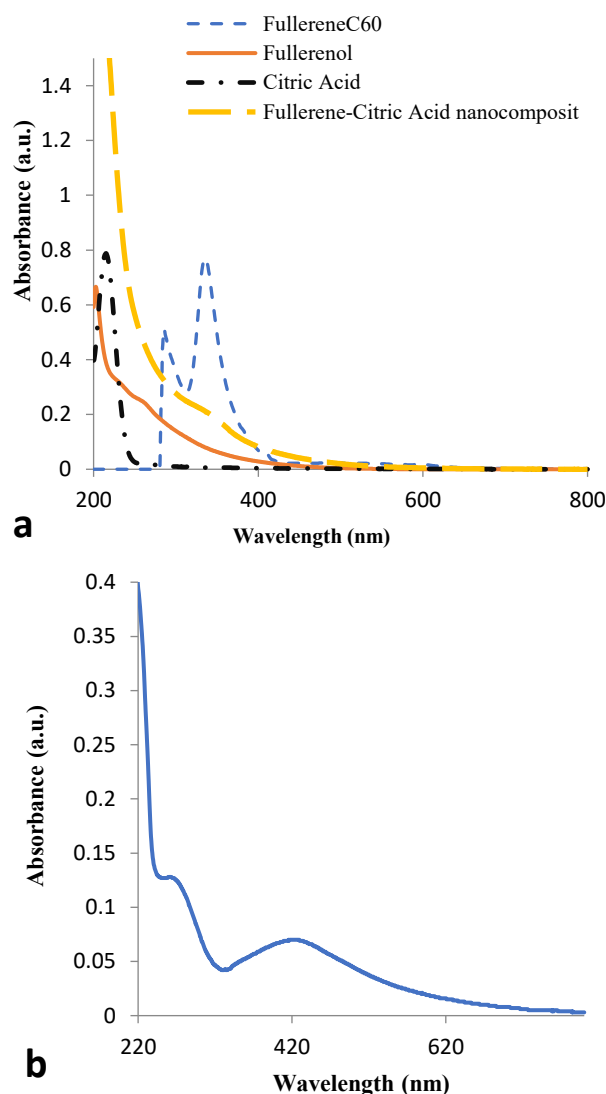 FullereneC60
Fullerenol
Citric Acid
Fullerene-Citric Acid nanocomposit
Absorbance (a.u.)
1.4
1.2
1
0.8
0.6
0.4
0.2
0
200 400 600 800
Wavelength (nm)
a
Absorbance (a.u.)
0.4
0.35
0.3
0.25
0.2
0.15
0.1
0.05
0
220 420 620
Wavelength (nm)
b